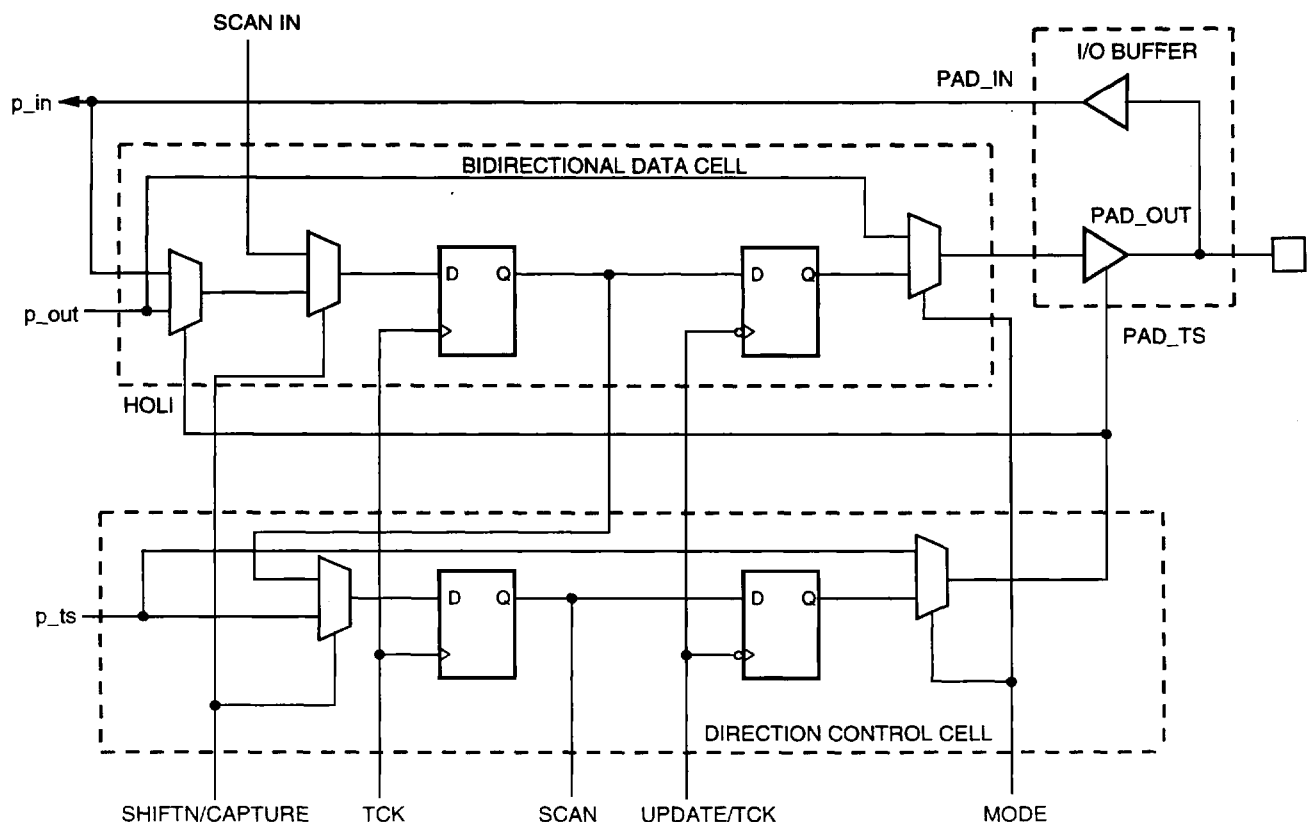 SCAN IN
I/O BUFFER
PAD_IN
p_in
BIDIRECTIONAL DATA CELL
PAD_OUT
D Q
D Q
p_out
PAD_TS
HOLI
D Q
D Q
p_ts
DIRECTION CONTROL CELL
SHIFTN/CAPTURE
TCK
SCAN
UPDATE/TCK
MODE